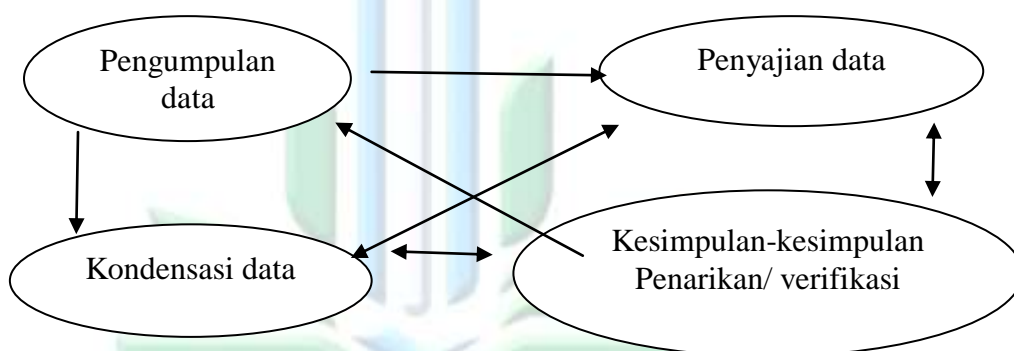 Pengumpulan
data
Penyajian data
Kondensasi data
Kesimpulan-kesimpulan
Penarikan/ verifikasi